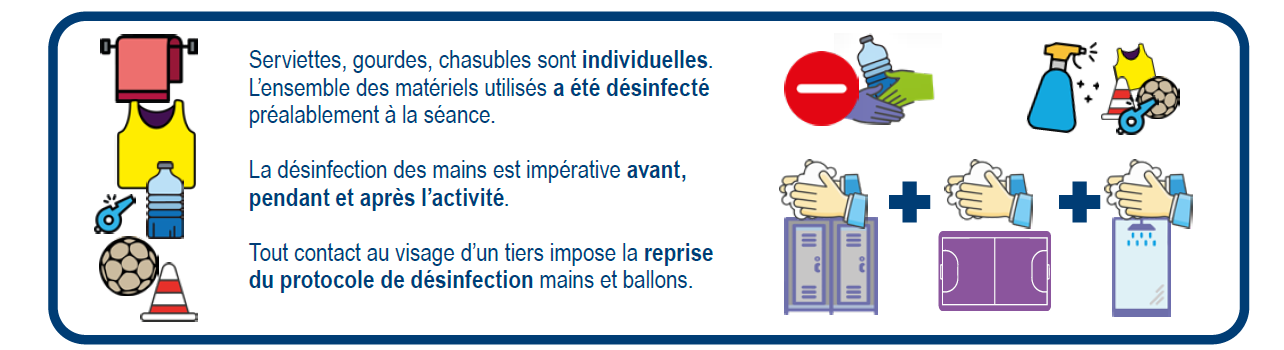 Serviettes, gourdes, chasubles sont individuelles.
L’ensemble des matériels utilisés a été désinfecté
préalablement à la séance.
La désinfection des mains est impérative avant,
pendant et après l’activité.
Tout contact au visage d’un tiers impose la reprise
du protocole de désinfection mains et ballons.